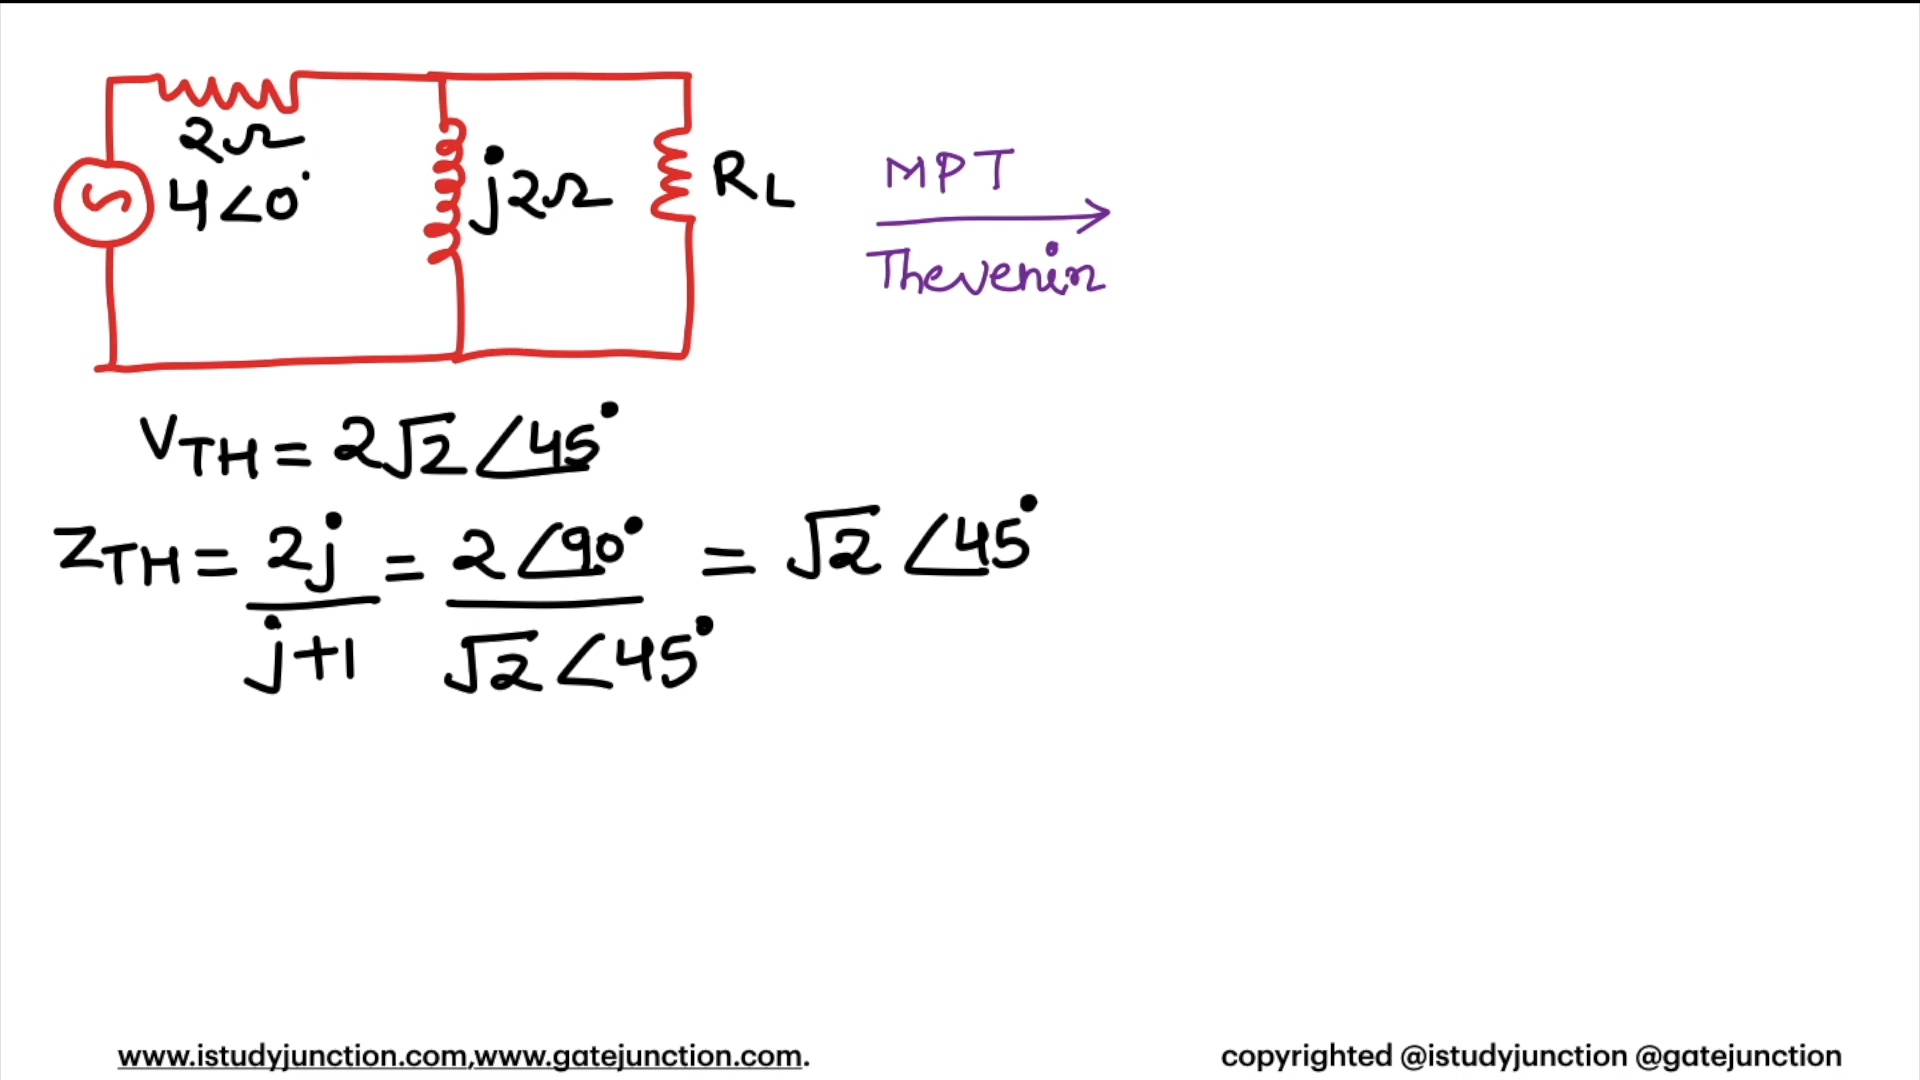 2Ω
4∠0°
j2Ω
RL
MPT
Thevenin
VTH = 2√2 ∠45°
ZTH = 2j/j+1 = 2∠90°/√2∠45° = √2 ∠45°
www.istudyjunction.com,www.gatejunction.com.
copyrighted @istudyjunction @gatejunction